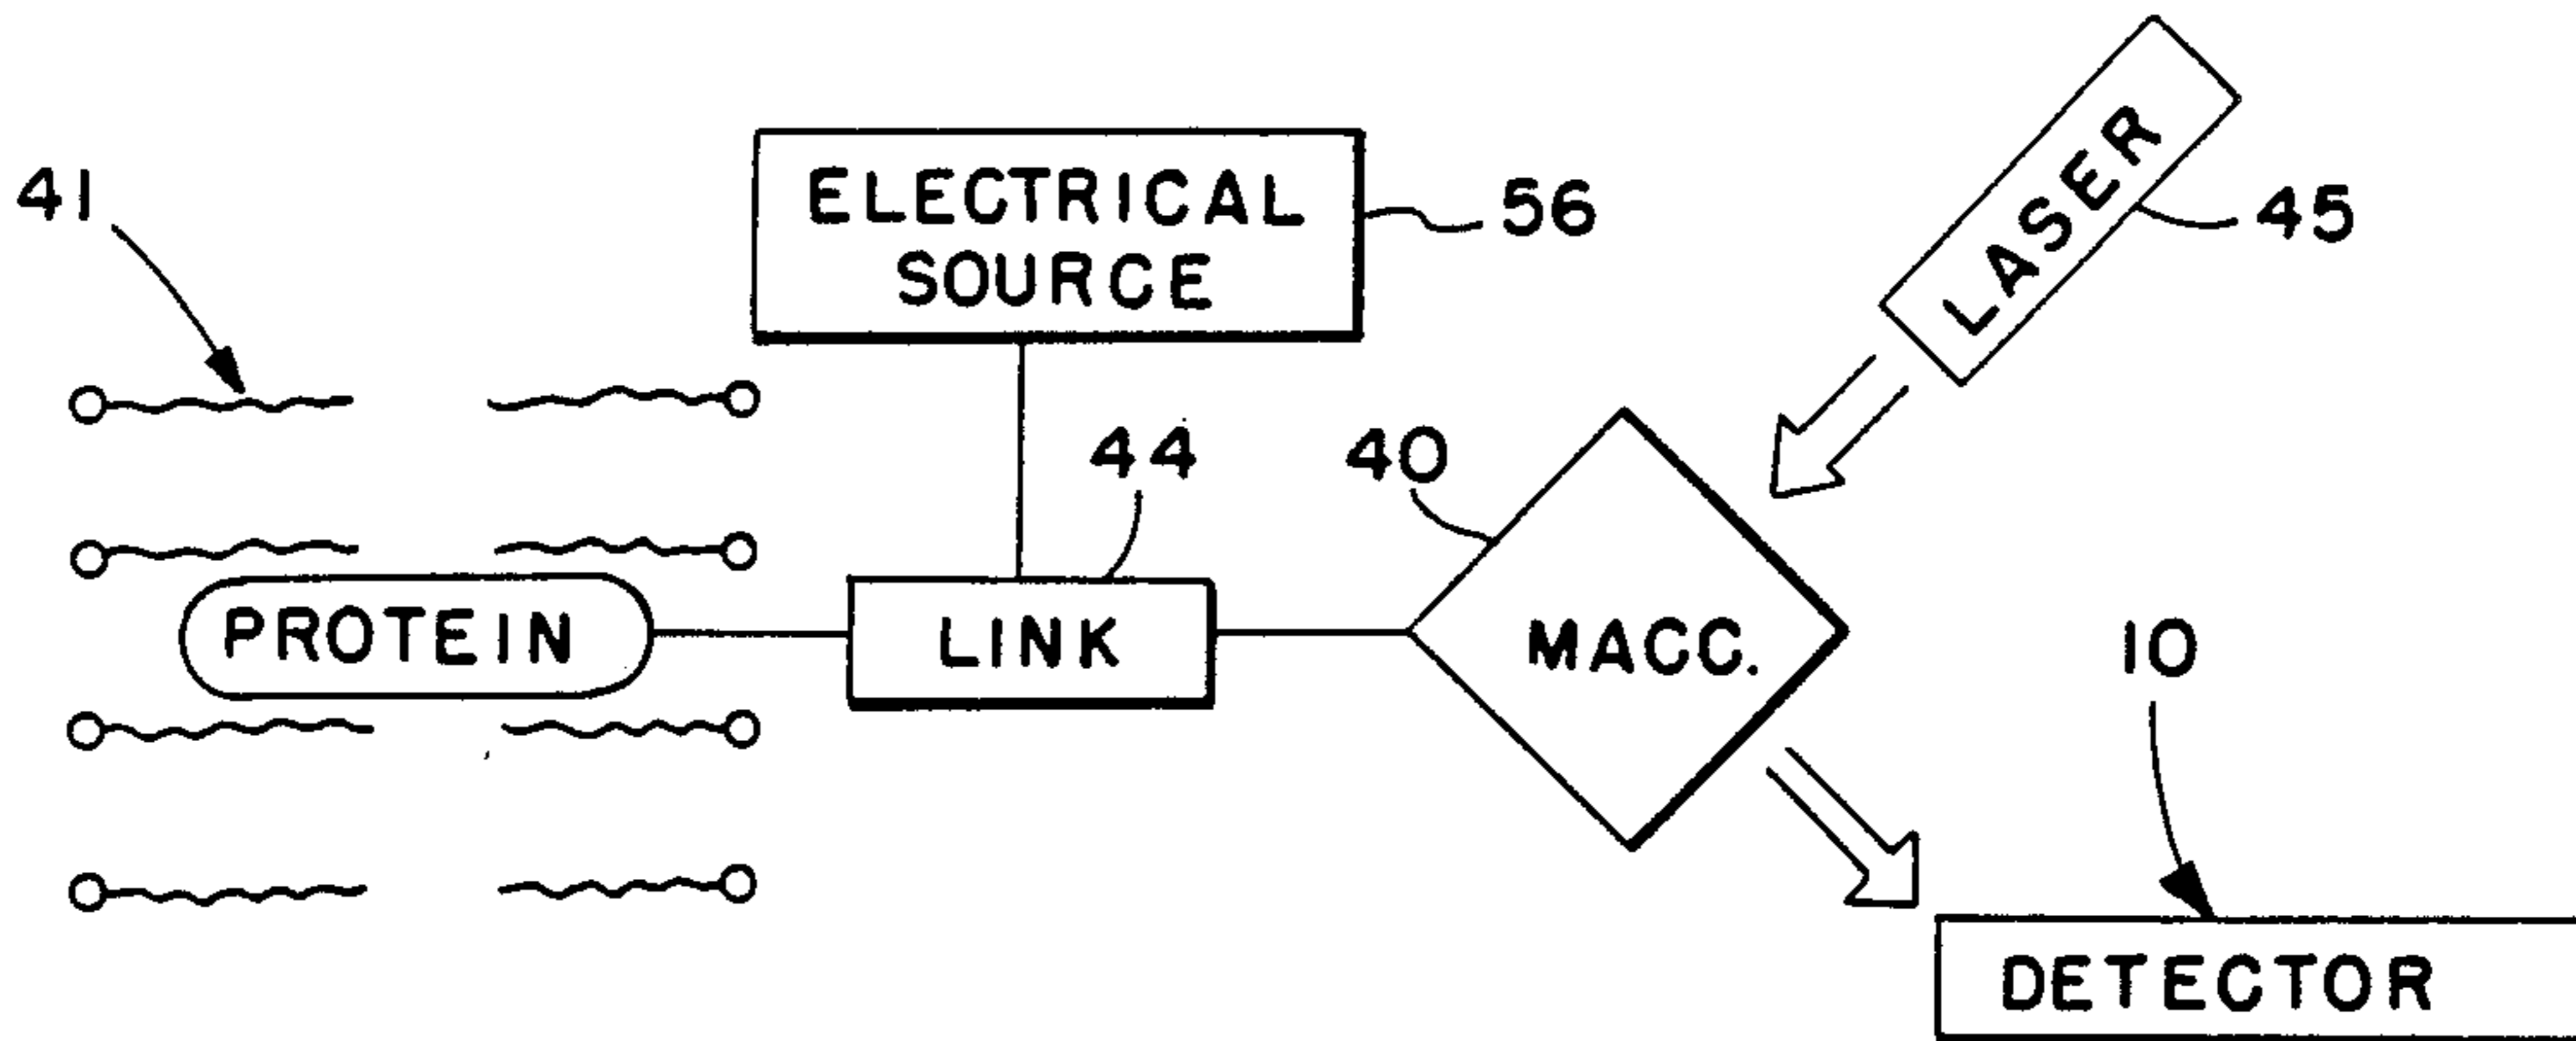 41
ELECTRICAL
SOURCE
56
LASER
45
44
40
PROTEIN
LINK
MACC.
10
DETECTOR